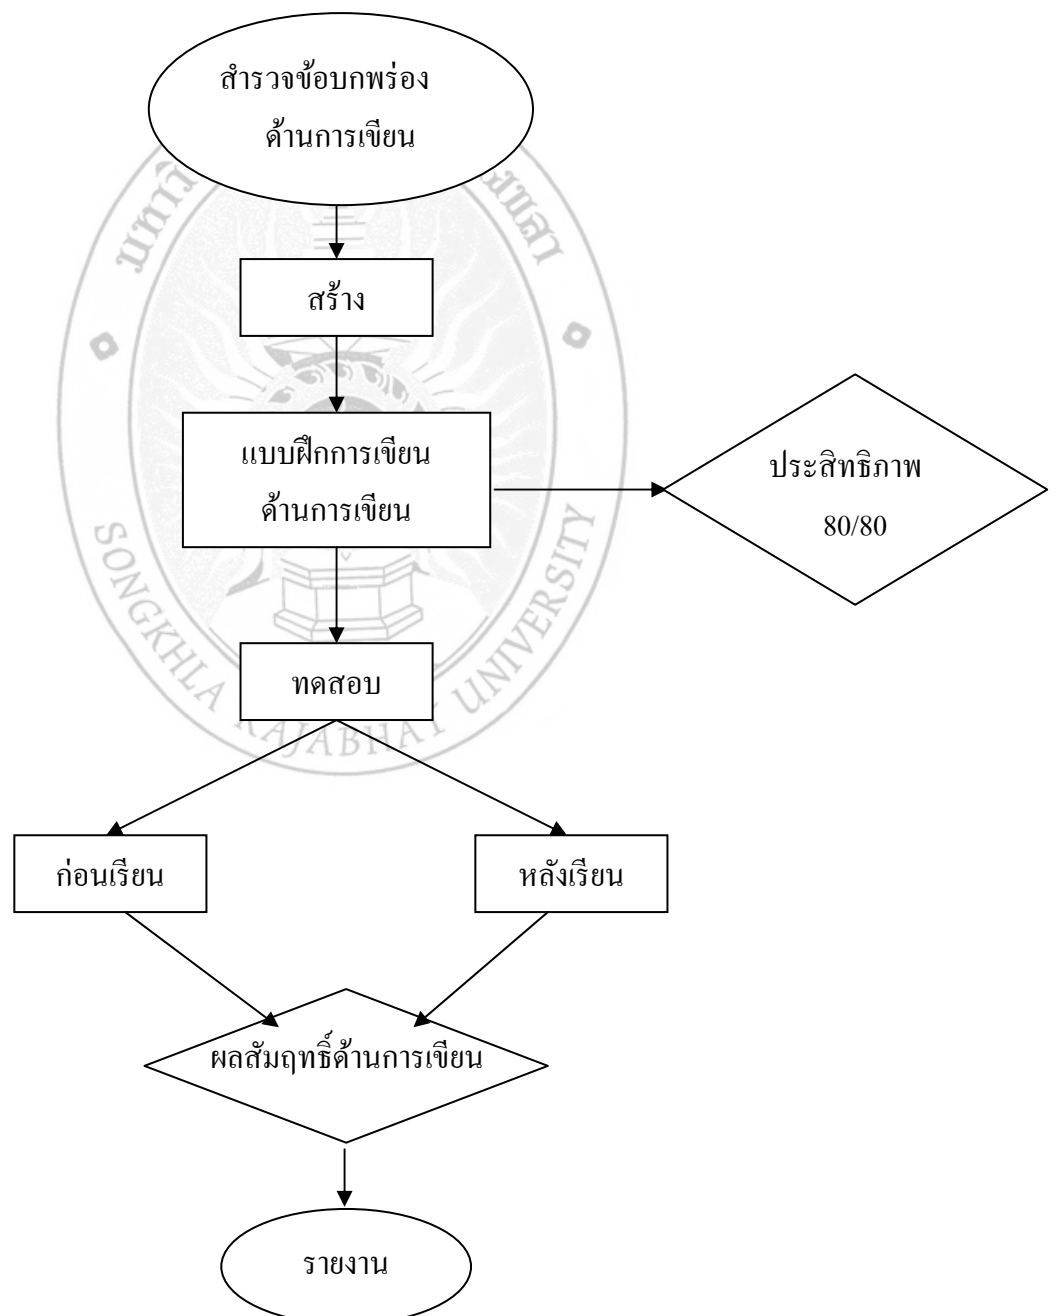 สำรวจข้อบกพร่อง
ด้านการเขียน
สร้าง
แบบฝึกการเขียน
ด้านการเขียน
ประสิทธิภาพ
80/80
ทดสอบ
ก่อนเรียน
หลังเรียน
ผลสัมฤทธิ์ด้านการเขียน
รายงาน
SONGKHLA RAJABHAT UNIVERSITY